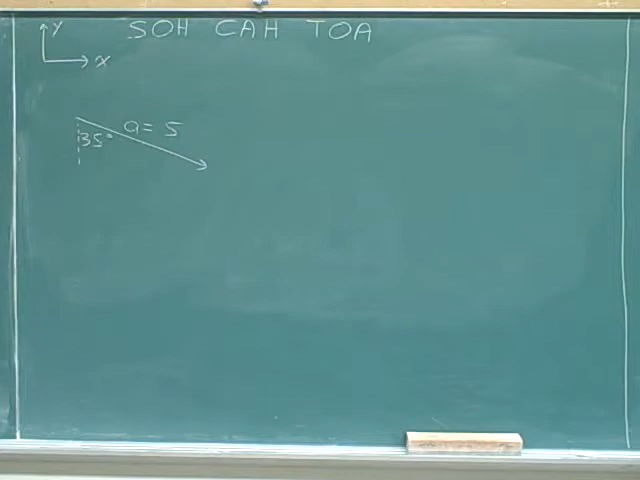 SOH CAH TOA
Y
X
a = 5
35°